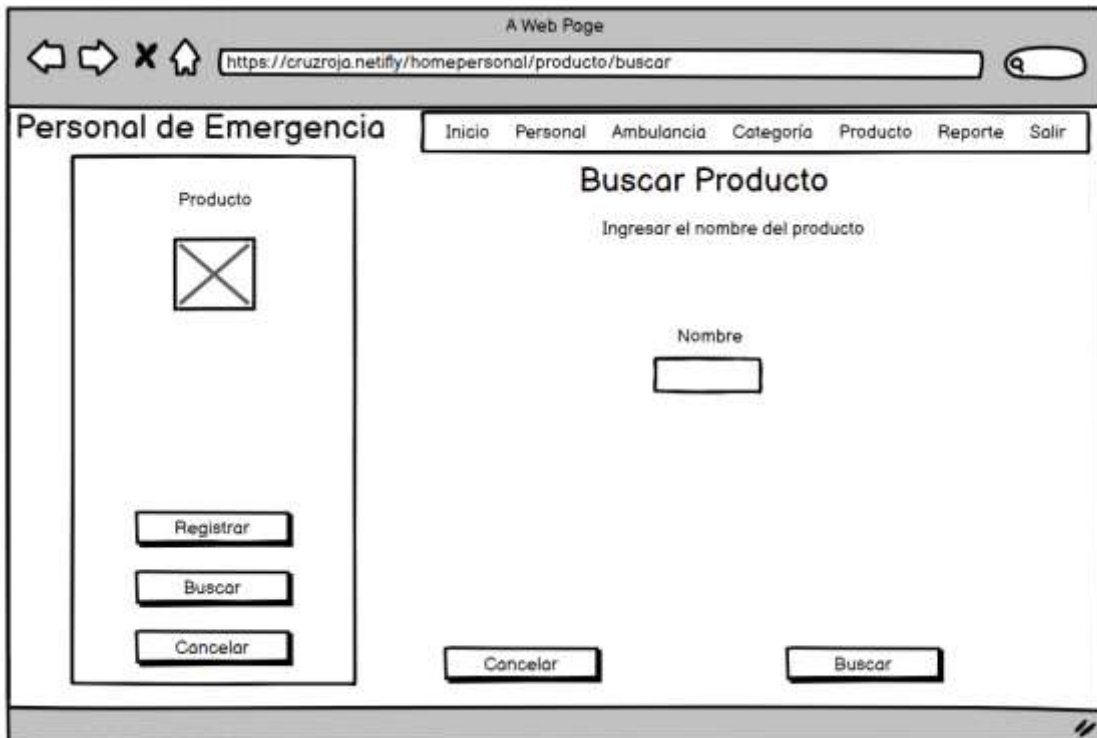 A Web Page
https://cruzroja.netifly/homepersonal/producto/buscar
Personal de Emergencia
Inicio Personal Ambulancia Categoría Producto Reporte Salir
Producto
Registrar
Buscar
Cancelar
Buscar Producto
Ingresar el nombre del producto
Nombre
Cancelar
Buscar